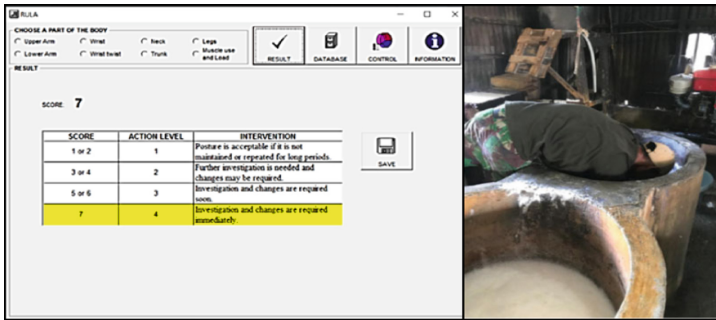 RULA
CHOOSE A PART OF THE BODY
Upper Arm Wrist Neck Legs
Lower Arm Wrist twist Trunk Muscle use and Load
RESULT DATABASE CONTROL INFORMATION
RESULT
SCORE: 7
SCORE ACTION LEVEL INTERVENTION
1 or 2 1 Posture is acceptable if it is not
maintained or repeated for long periods.
3 or 4 2 Further investigation is needed and
changes may be required.
5 or 6 3 Investigation and changes are required
soon.
7 4 Investigation and changes are required
immediately.
SAVE